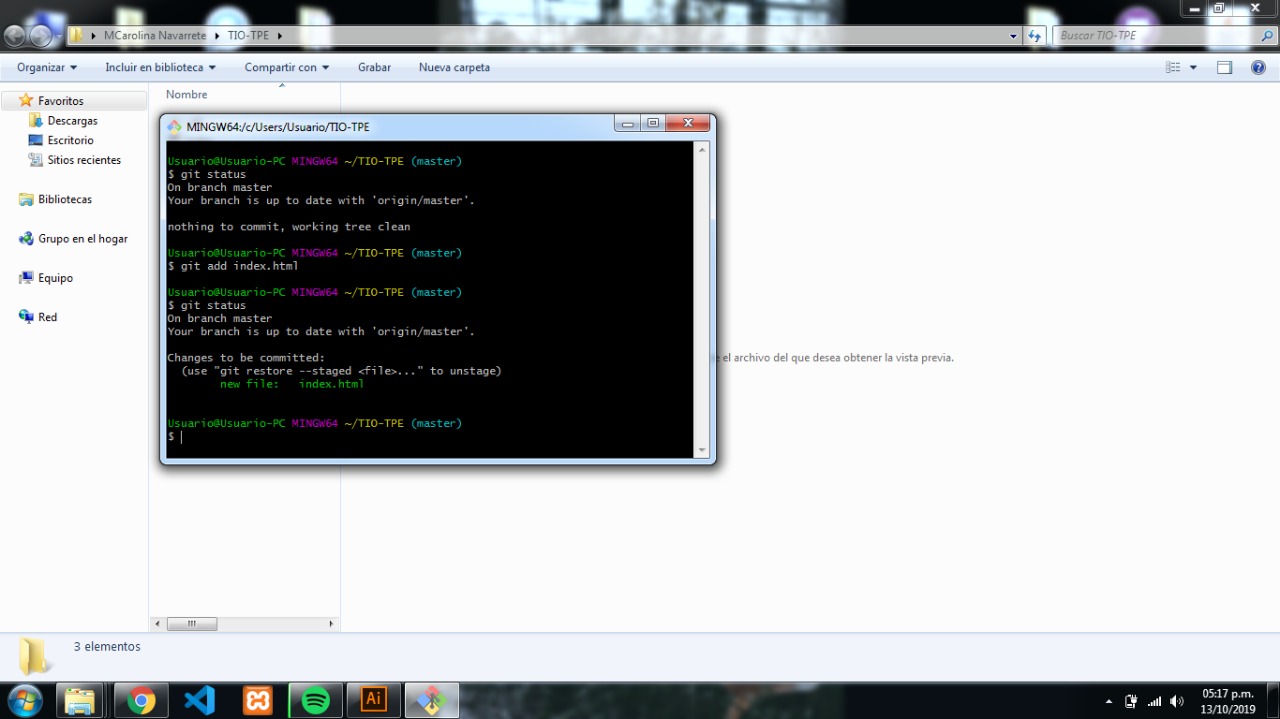 MCarolina Navarrete TIO-TPE
Buscar TIO-TPE
Organizar Incluir en biblioteca Compartir con Grabar Nueva carpeta
Favoritos
Descargas
Escritorio
Sitios recientes
Bibliotecas
Grupo en el hogar
Equipo
Red
Nombre
MINGW64:/c/Users/Usuario/TIO-TPE
Usuario@Usuario-PC MINGW64 ~/TIO-TPE (master)
$ git status
On branch master
Your branch is up to date with 'origin/master'.
nothing to commit, working tree clean
Usuario@Usuario-PC MINGW64 ~/TIO-TPE (master)
$ git add index.html
Usuario@Usuario-PC MINGW64 ~/TIO-TPE (master)
$ git status
On branch master
Your branch is up to date with 'origin/master'.
Changes to be committed:
(use "git restore --staged <file>..." to unstage)
new file: index.html
Usuario@Usuario-PC MINGW64 ~/TIO-TPE (master)
$
el archivo del que desea obtener la vista previa.
3 elementos
Ai
05:17 p.m.
13/10/2019